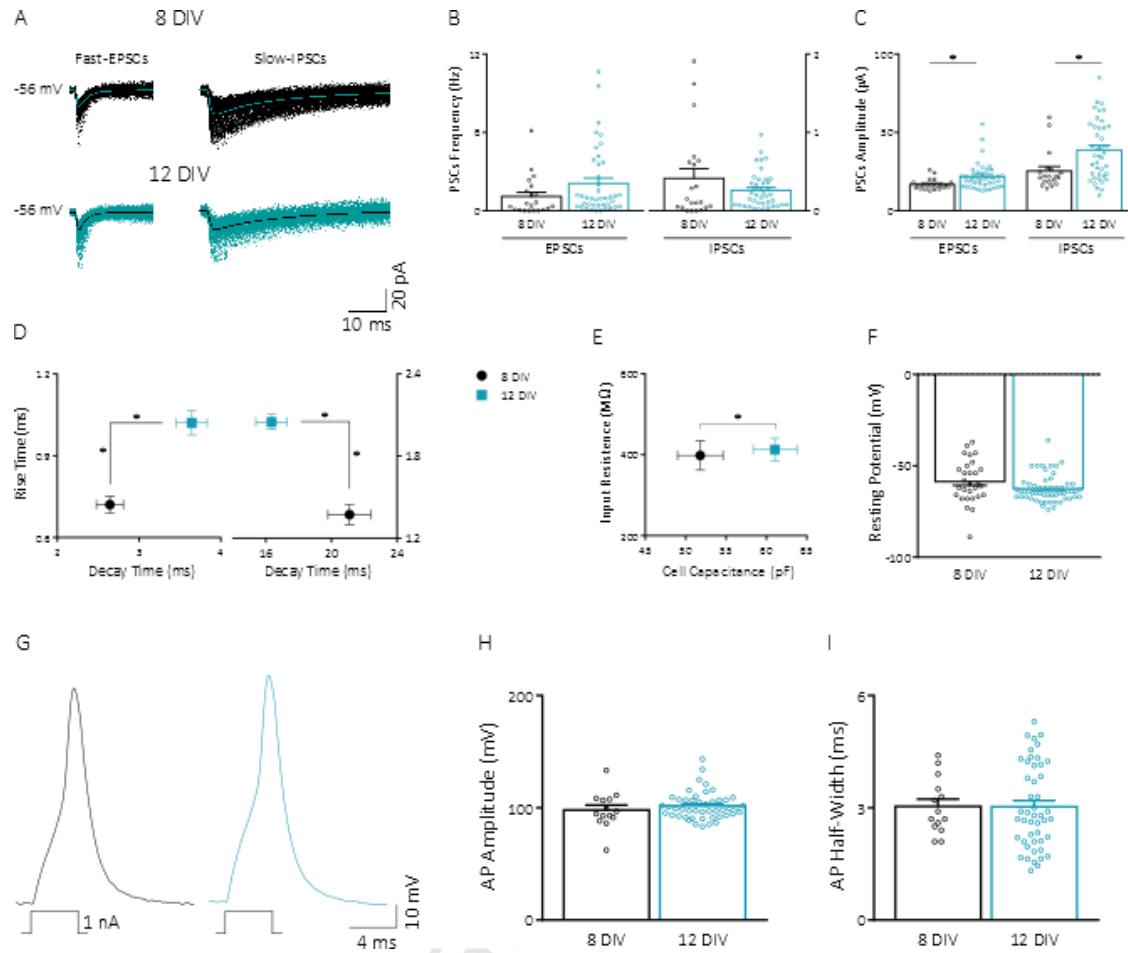 A
8 DIV
Fast-EPSCs
Slow-IPSCs
-56 mV
12 DIV
-56 mV
20 pA
10 ms
B
PSCs Frequency (Hz)
12
6
0
2
1
0
8 DIV
12 DIV
8 DIV
12 DIV
EPSCs
IPSCs
C
PSCs Amplitude (pA)
100
50
0
*
*
8 DIV
12 DIV
8 DIV
12 DIV
EPSCs
IPSCs
D
Rise Time (ms)
1.2
0.9
0.6
2.4
1.8
1.2
*
*
*
*
2
3
4
16
20
24
Decay Time (ms)
Decay Time (ms)
8 DIV
12 DIV
E
Input Resistence (MΩ)
600
400
200
*
45
50
55
60
65
Cell Capacitance (pF)
F
Resting Potential (mV)
0
-50
-100
8 DIV
12 DIV
G
1 nA
10 mV
4 ms
H
AP Amplitude (mV)
200
100
0
8 DIV
12 DIV
I
AP Half-Width (ms)
6
3
0
8 DIV
12 DIV